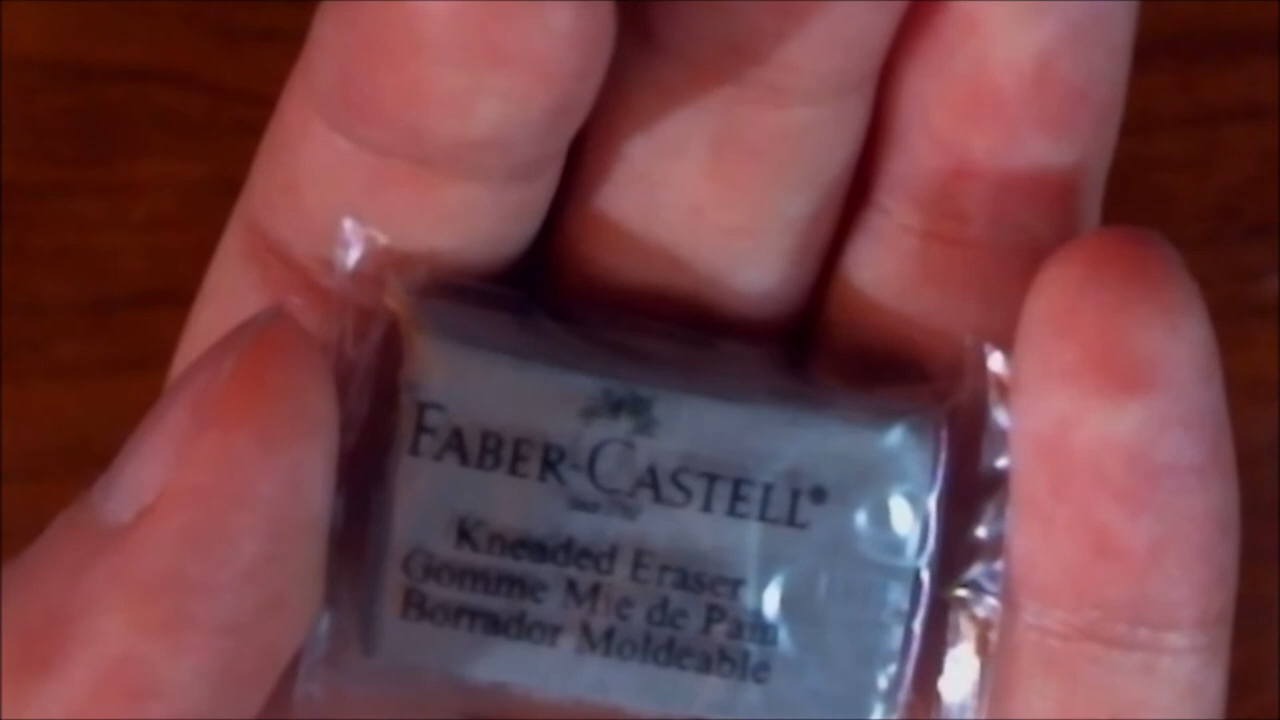 FABER-CASTELL®
Kneaded Eraser
Gomme Mie de Pain
Borrador Moldeable